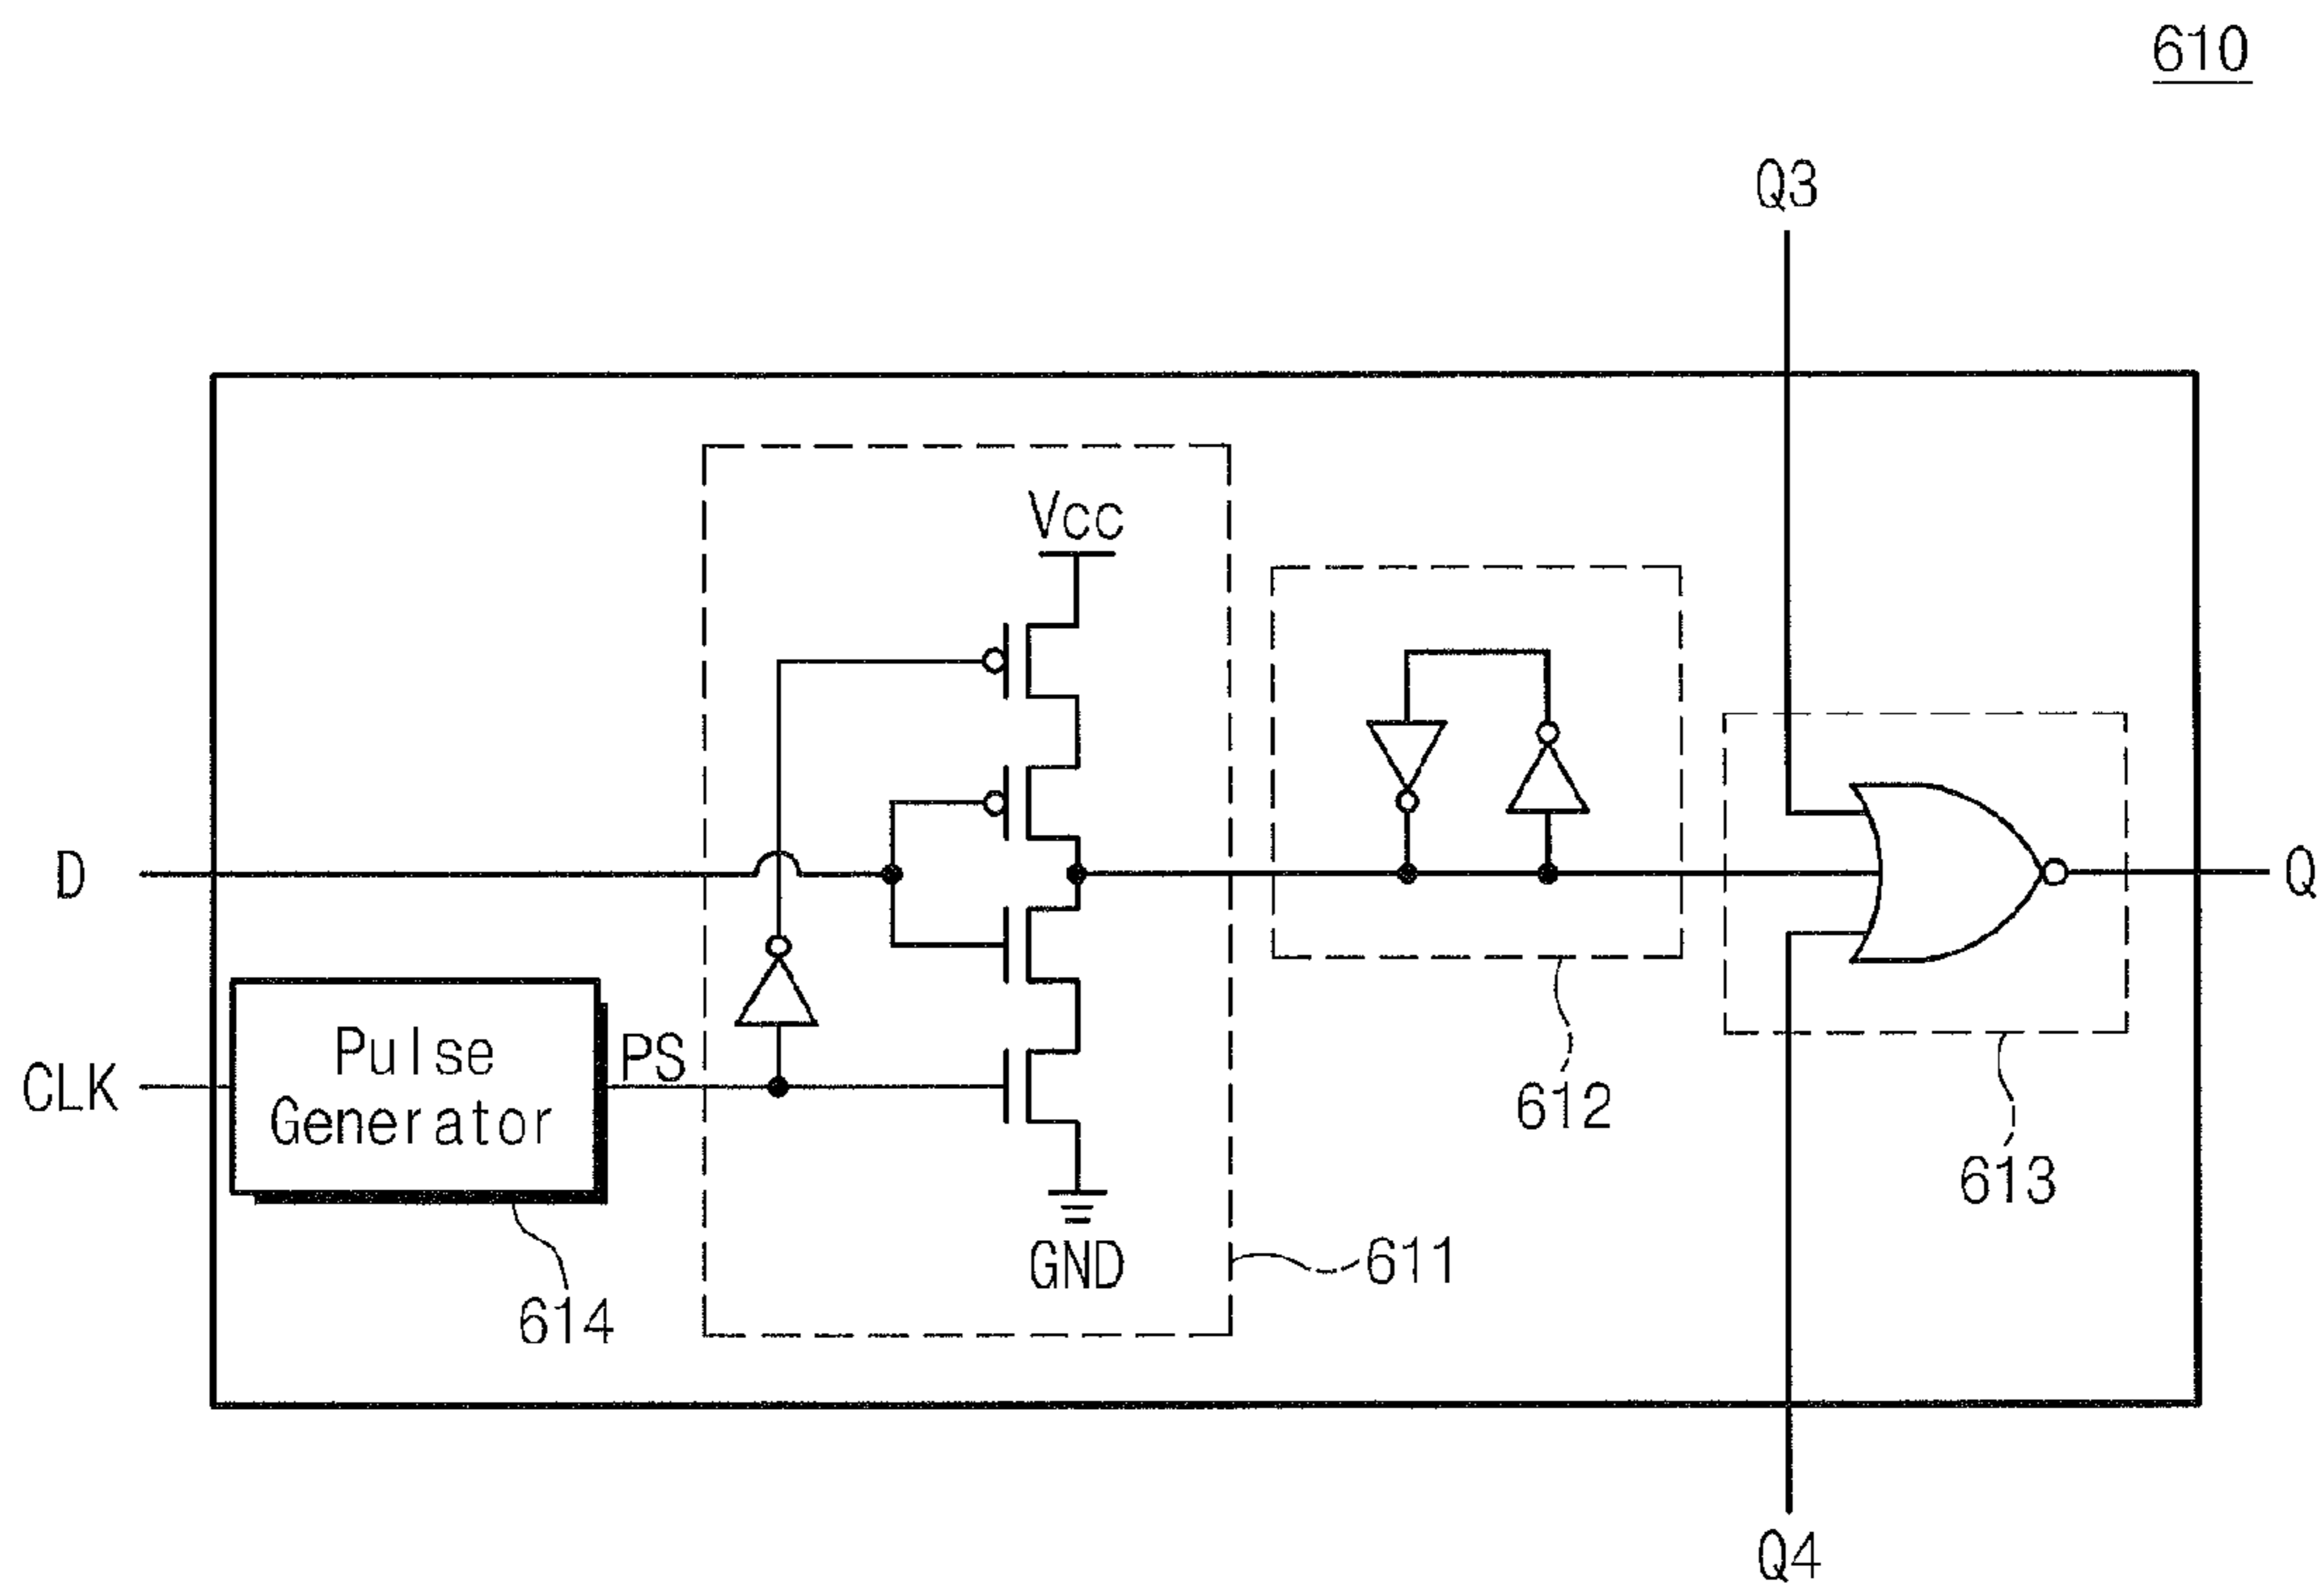 610
Q3
Vcc
D
Q
CLK
Pulse
Generator
PS
612
613
GND
611
614
Q4